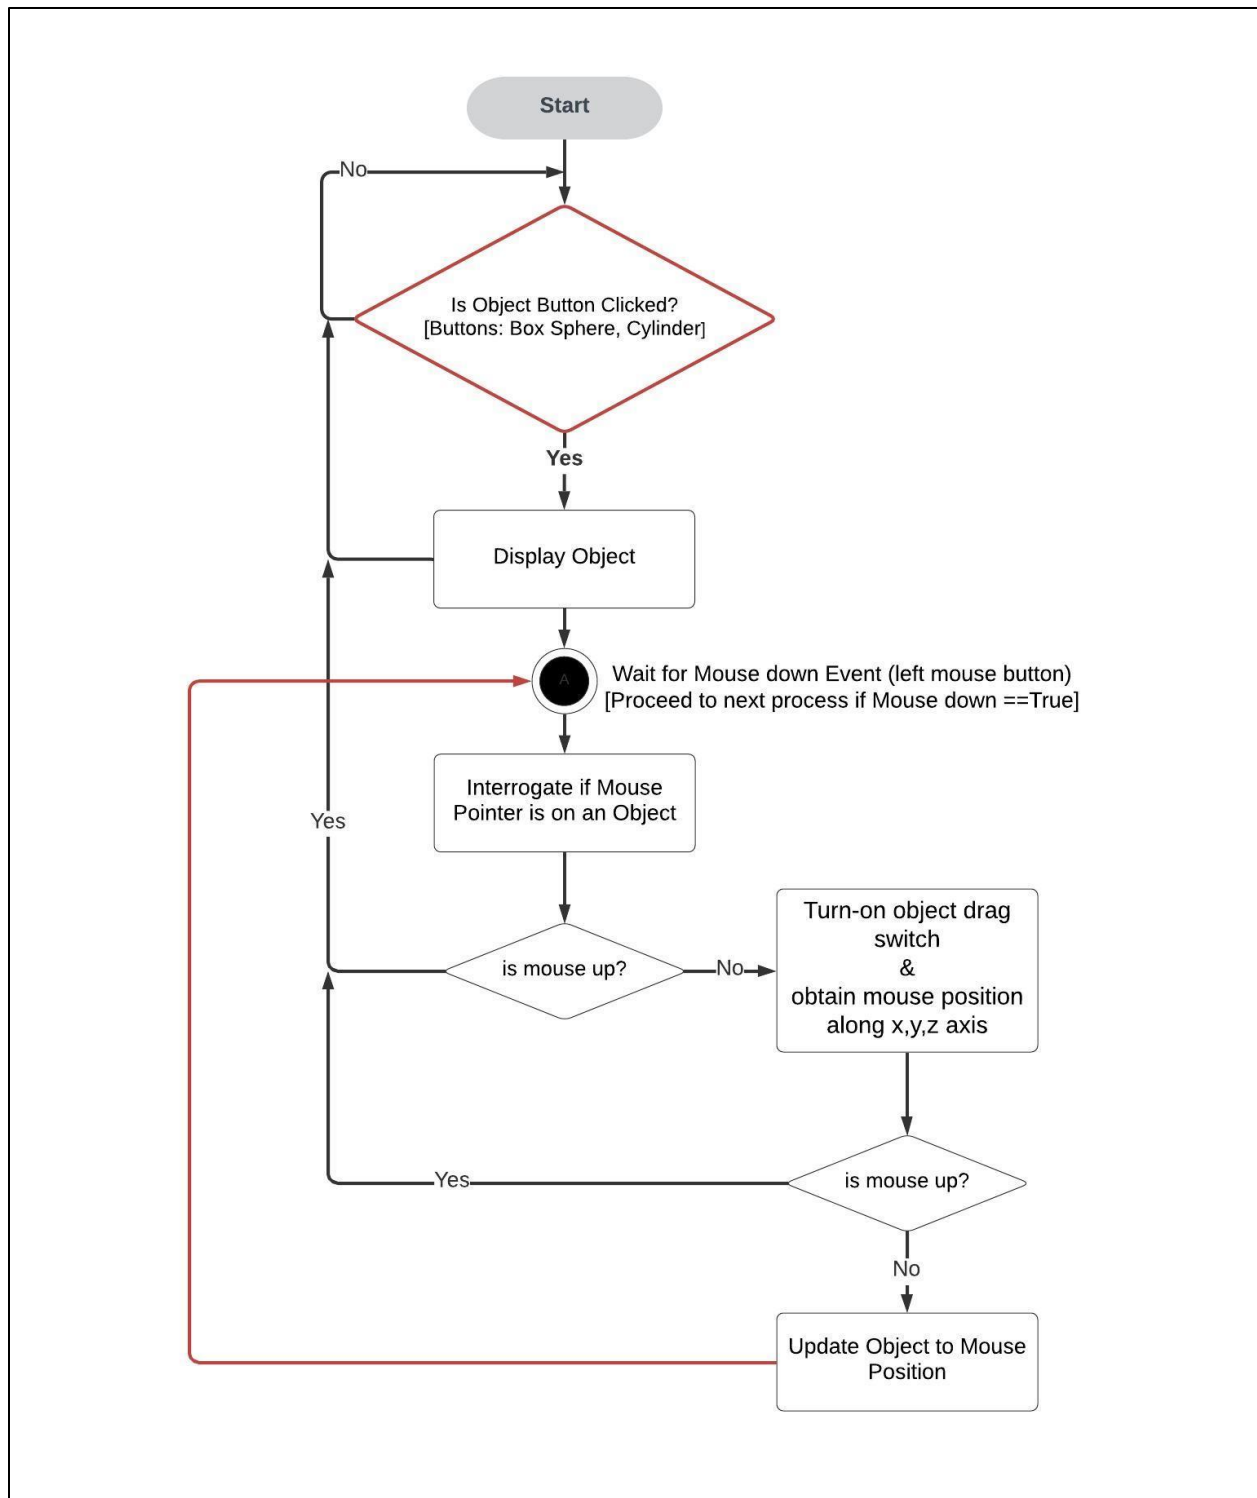 Start
No
Is Object Button Clicked?
[Buttons: Box Sphere, Cylinder]
Yes
Display Object
A
Wait for Mouse down Event (left mouse button)
[Proceed to next process if Mouse down ==True]
Interrogate if Mouse
Pointer is on an Object
Yes
Turn-on object drag
switch
&
obtain mouse position
along x,y,z axis
is mouse up?
No
is mouse up?
Yes
No
Update Object to Mouse
Position